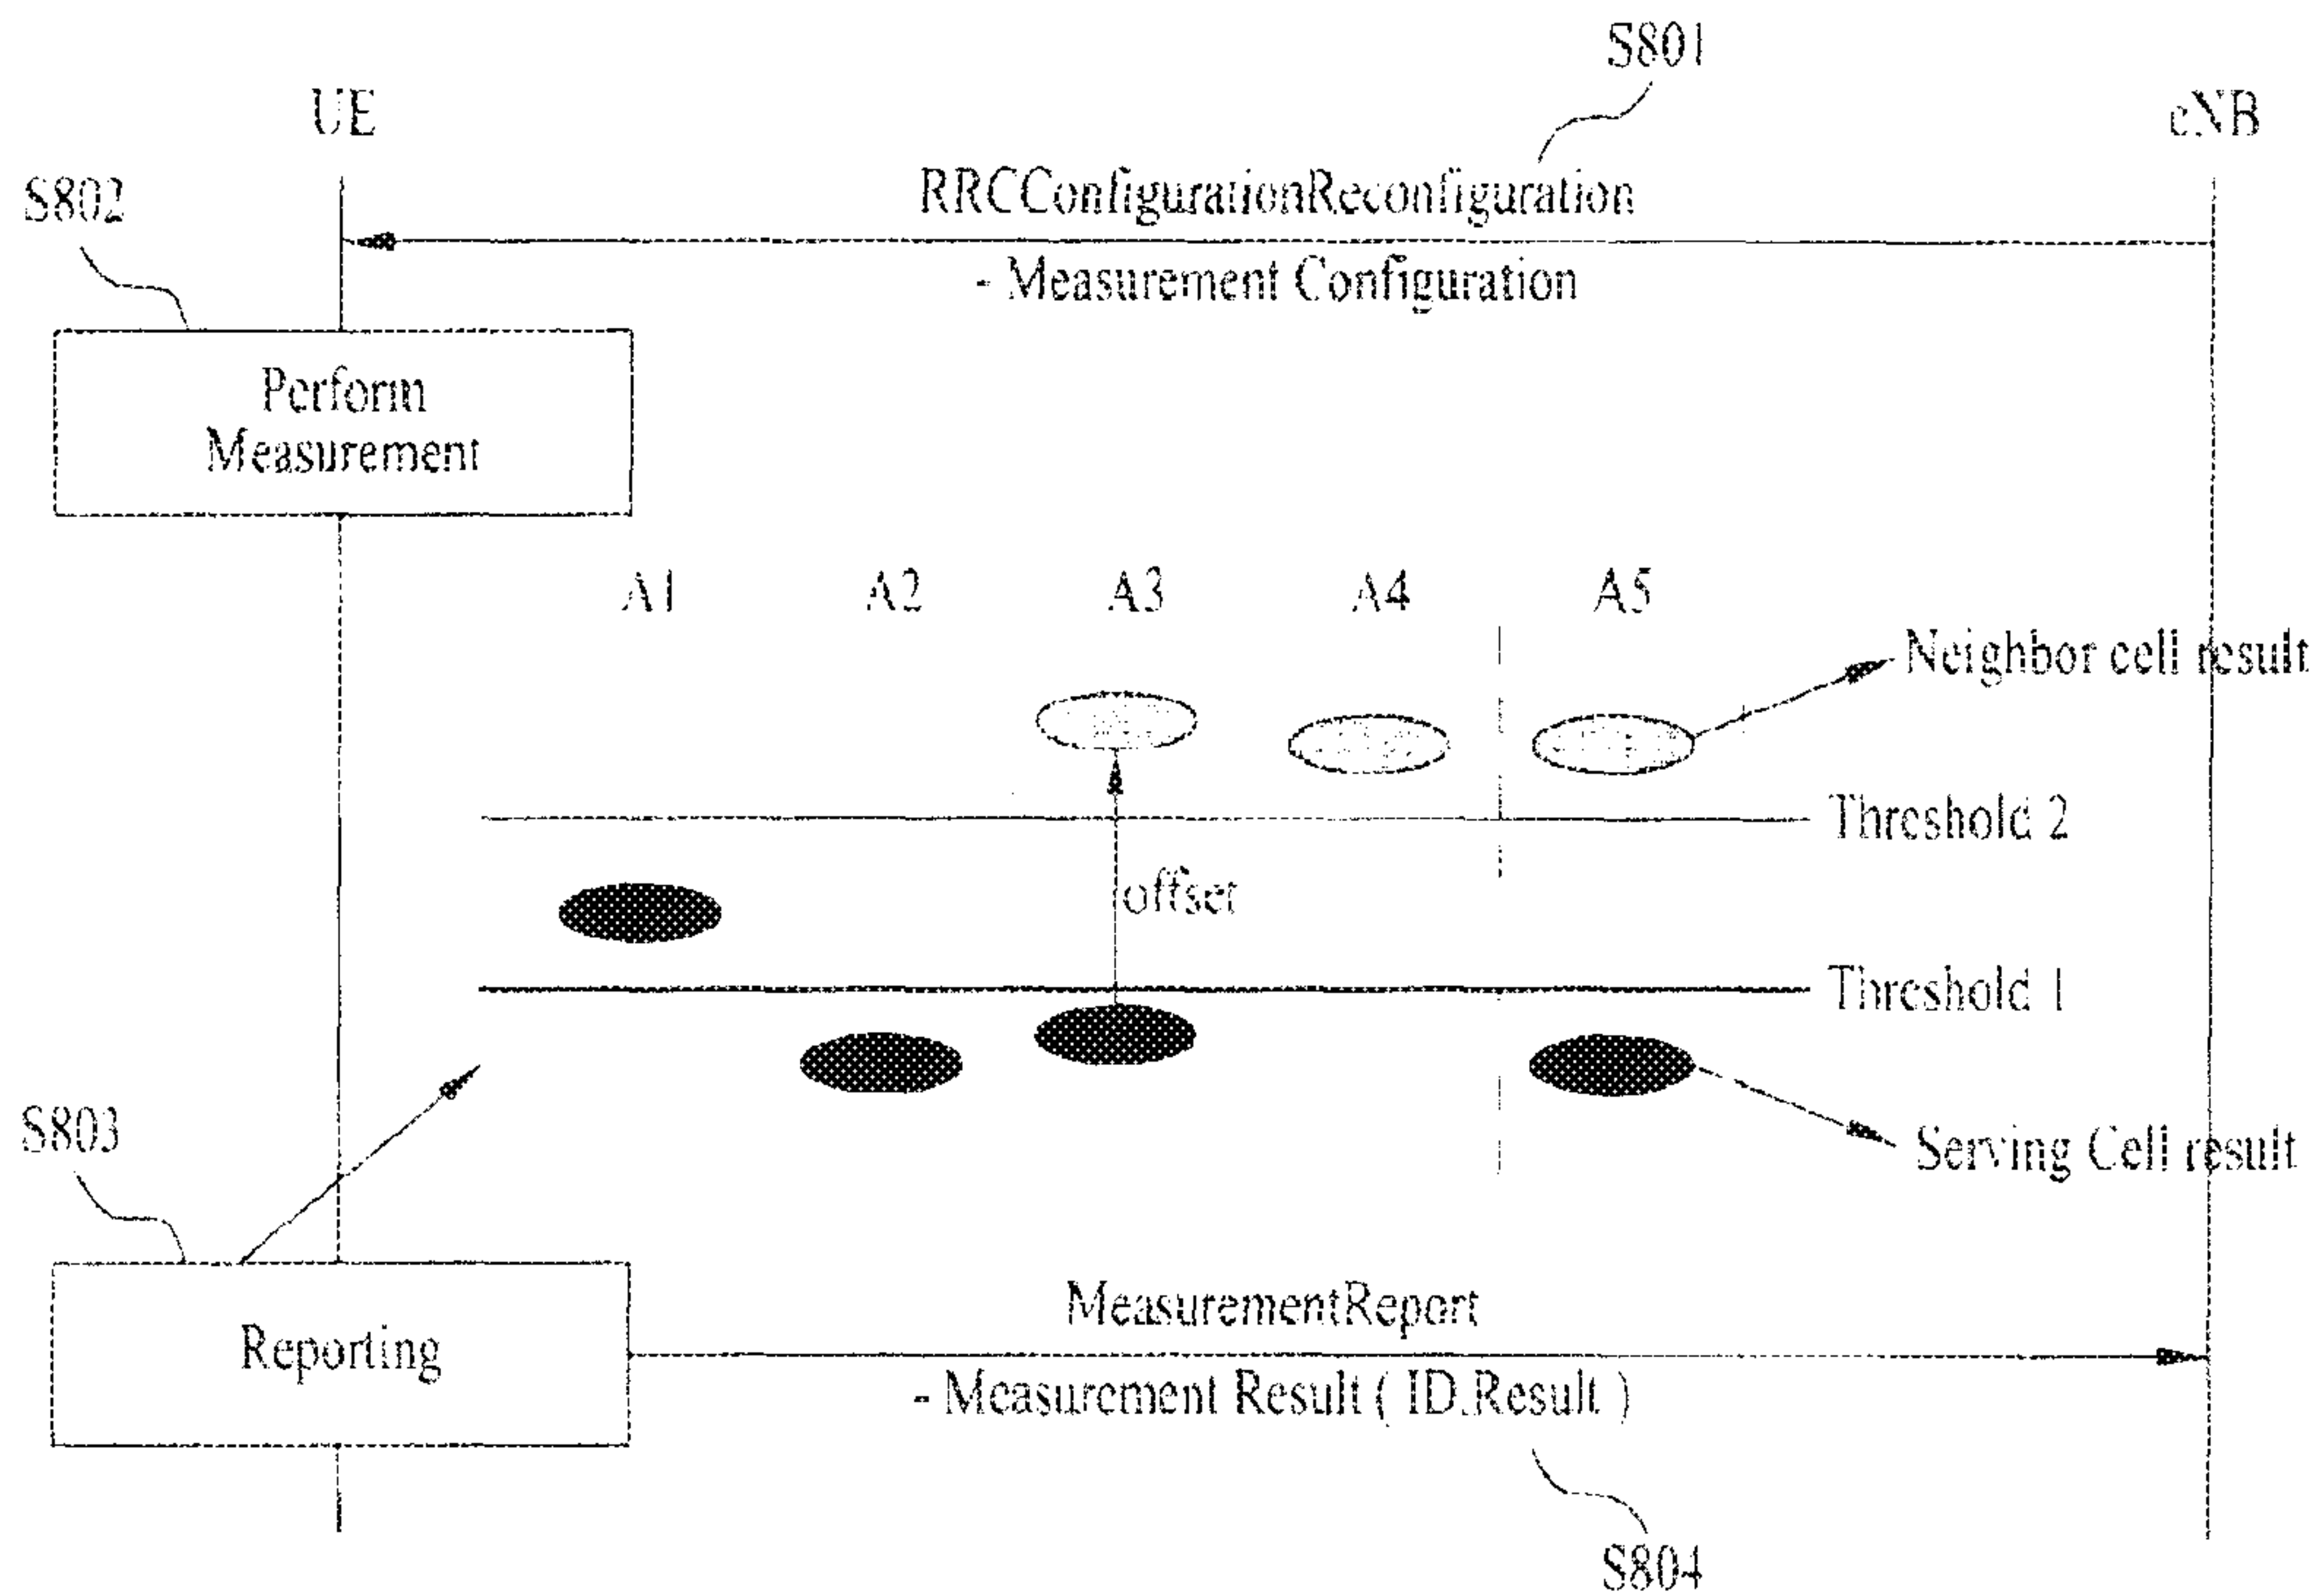 S801
UE
eNB
S802
RRCConfigurationReconfiguration
- Measurement Configuration
Perform
Measurement
A1
A2
A3
A4
A5
Neighbor cell result
Threshold 2
offset
Threshold 1
S803
Serving Cell result
MeasurementReport
Reporting
- Measurement Result ( ID.Result )
S804